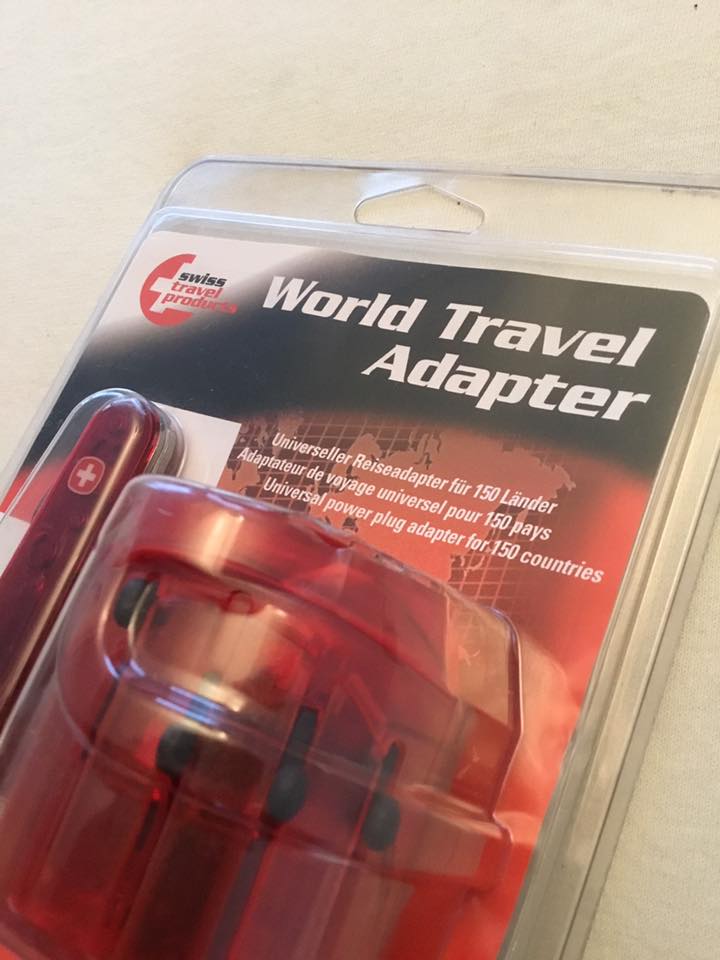 swiss
travel
products
World Travel
Adapter
Universeller Reiseadapter für 150 Länder
Adaptateur de voyage universel pour 150 pays
Universal power plug adapter for 150 countries